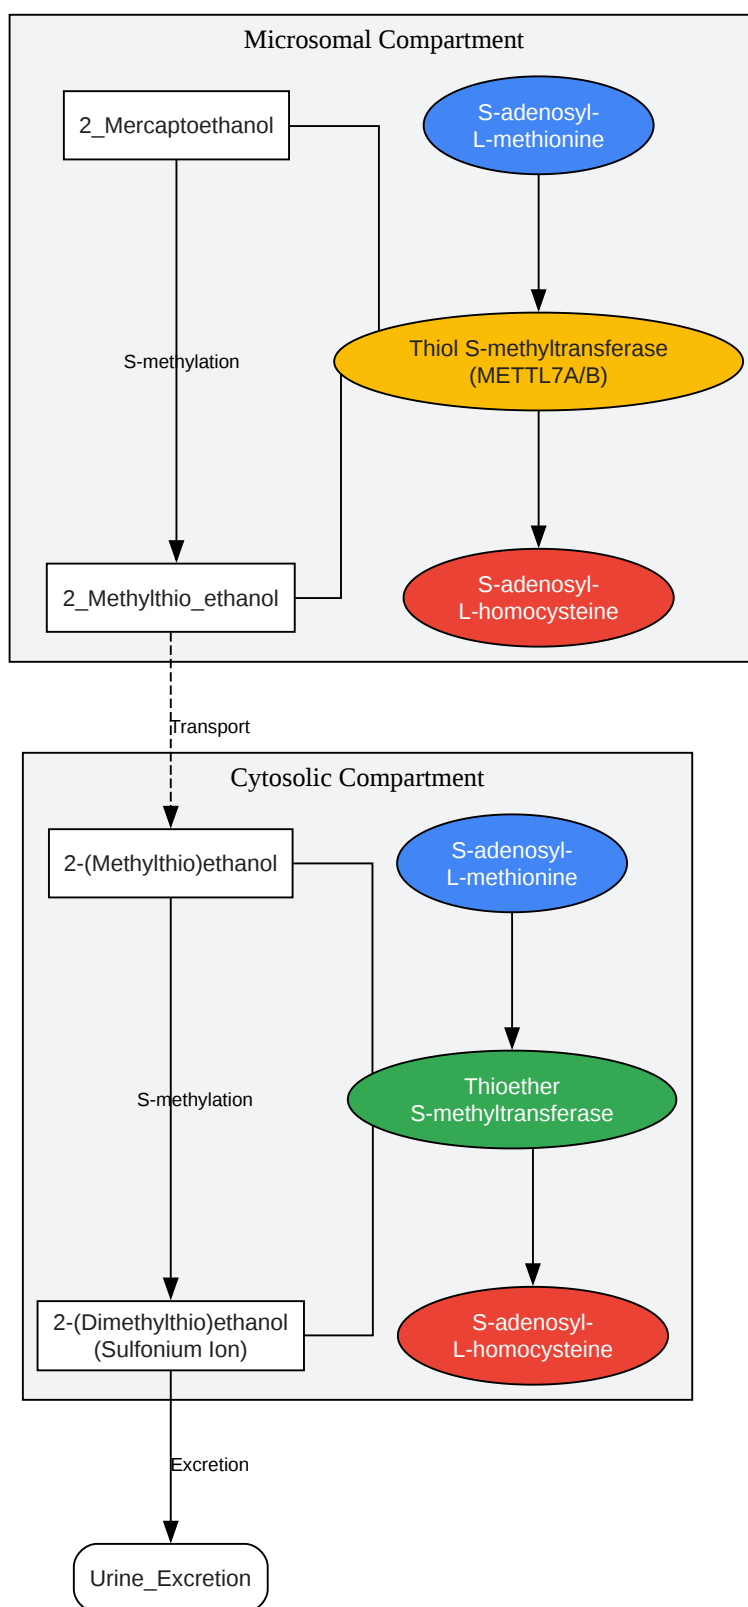 Microsomal Compartment
2_Mercaptoethanol
S-adenosyl-
L-methionine
S-methylation
Thiol S-methyltransferase
(METTL7A/B)
2_Methylthio_ethanol
S-adenosyl-
L-homocysteine
Transport
Cytosolic Compartment
2-(Methylthio)ethanol
S-adenosyl-
L-methionine
S-methylation
Thioether
S-methyltransferase
2-(Dimethylthio)ethanol
(Sulfonium Ion)
S-adenosyl-
L-homocysteine
Excretion
Urine_Excretion